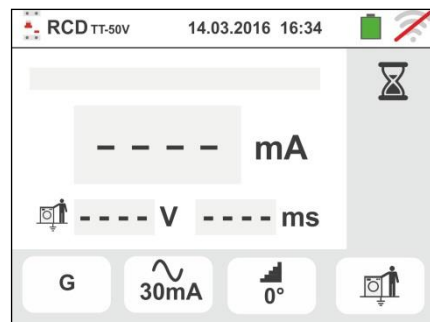 RCD TT-50V 14.03.2016 16:34
- - - - mA
- - - - V - - - - ms
G 30mA 0°